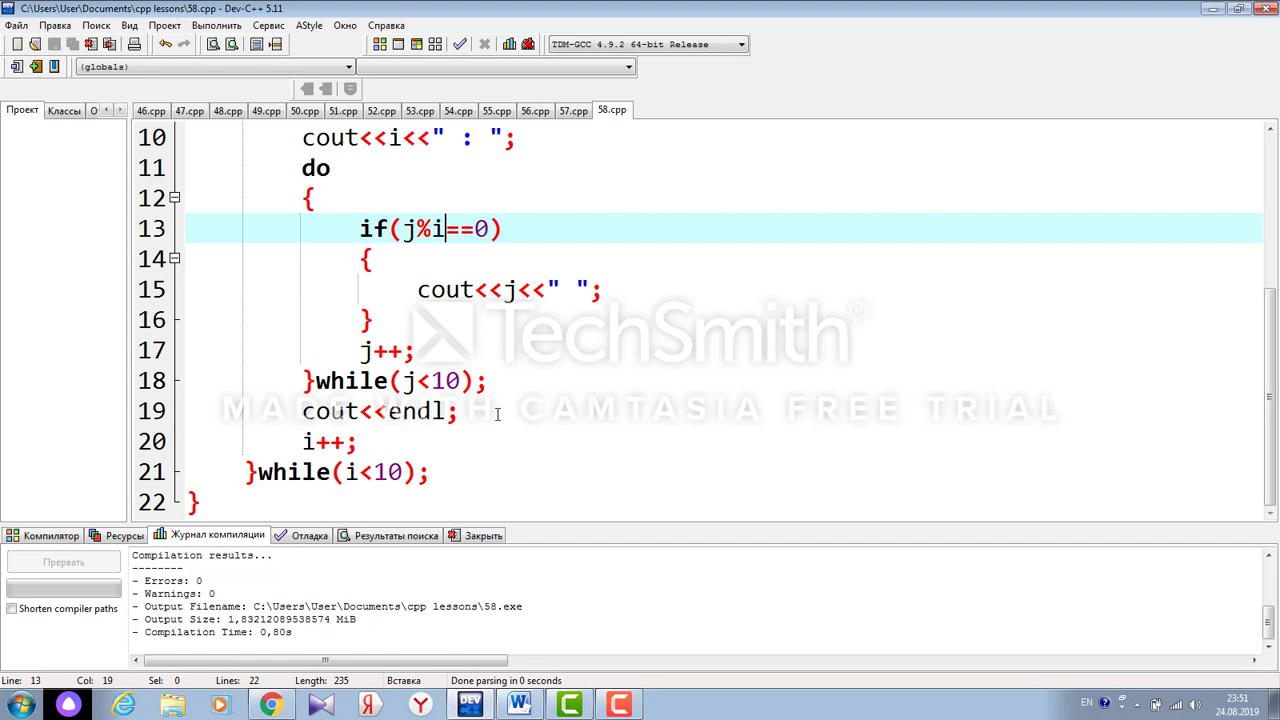 C:\Users\User\Documents\cpp lessons\58.cpp - Dev-C++ 5.11
Файл Правка Поиск Вид Проект Выполнить Сервис AStyle Окно Справка
TDM-GCC 4.9.2 64-bit Release
(globals)
Проект Классы О 46.cpp 47.cpp 48.cpp 49.cpp 50.cpp 51.cpp 52.cpp 53.cpp 54.cpp 55.cpp 56.cpp 57.cpp 58.cpp
10 cout<<i<<" : ";
11 do
12 {
13 if(j%i==0)
14 {
15 cout<<j<<" ";
16 }
17 j++;
18 }while(j<10);
19 cout<<endl;
20 i++;
21 }while(i<10);
22 }
TechSmith®
MADE WITH CAMTASIA FREE TRIAL
Компилятор Ресурсы Журнал компиляции Отладка Результаты поиска Закрыть
Прервать
Shorten compiler paths
Compilation results...
--------
- Errors: 0
- Warnings: 0
- Output Filename: C:\Users\User\Documents\cpp lessons\58.exe
- Output Size: 1,83212089538574 MiB
- Compilation Time: 0,80s
Line: 13 Col: 19 Sel: 0 Lines: 22 Length: 235 Вставка Done parsing in 0 seconds
EN 23:51
24.08.2019